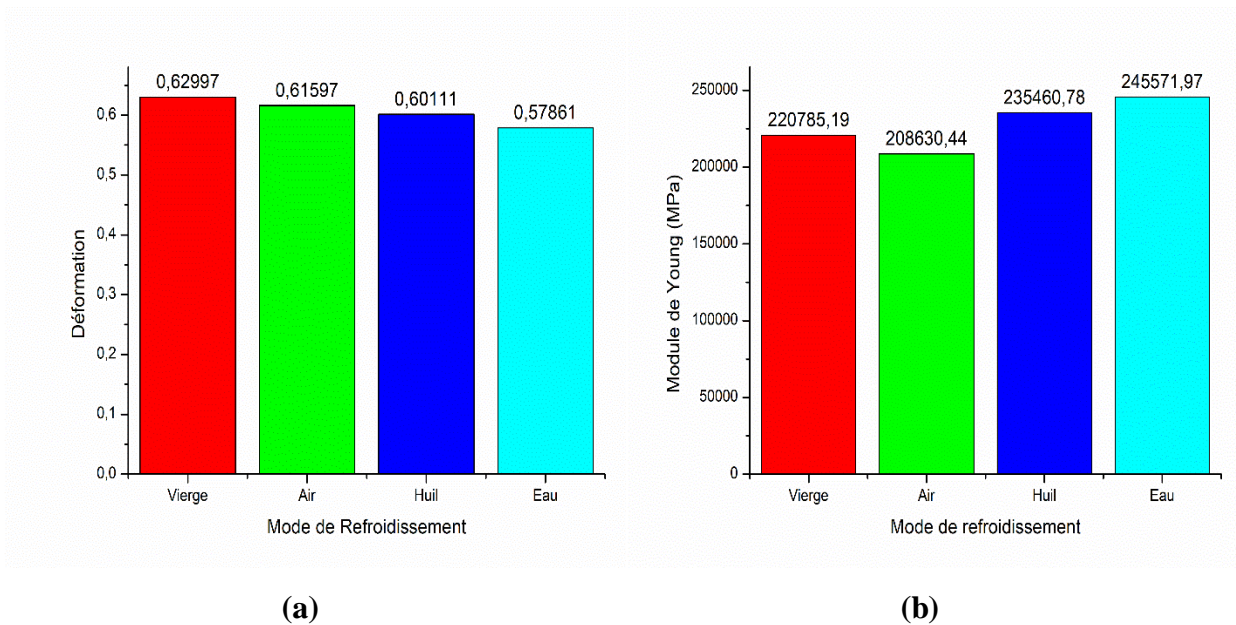 0,62997
0,61597
0,60111
0,57861
0,6
0,5
0,4
0,3
0,2
0,1
0,0
Déformation
Vierge
Air
Huil
Eau
Mode de Refroidissement
(a)
220785,19
208630,44
235460,78
245571,97
250000
200000
150000
100000
50000
0
Module de Young (MPa)
Vierge
Air
Huil
Eau
Mode de refroidissement
(b)